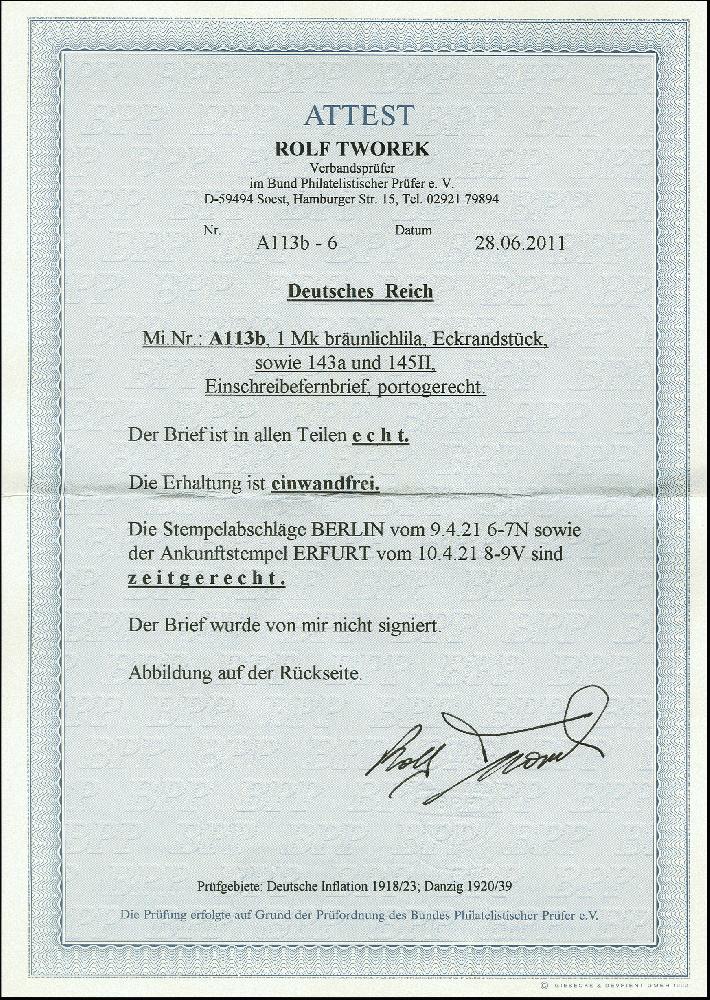 ATTEST
ROLF TWOREK
Verbandsprüfer
im Bund Philatelistischer Prüfer e. V.
D-59494 Soest, Hamburger Str. 15, Tel. 02921 79894
Nr. A113b - 6 Datum 28.06.2011
Deutsches Reich
Mi.Nr.: A113b, 1 Mk bräunlichlila, Eckrandstück,
sowie 143a und 145II,
Einschreibefernbrief, portogerecht.
Der Brief ist in allen Teilen e c h t.
Die Erhaltung ist einwandfrei.
Die Stempelabschläge BERLIN vom 9.4.21 6-7N sowie
der Ankunftstempel ERFURT vom 10.4.21 8-9V sind
z e i t g e r e c h t .
Der Brief wurde von mir nicht signiert.
Abbildung auf der Rückseite.
Rolf Tworek
Prüfgebiete: Deutsche Inflation 1918/23; Danzig 1920/39
Die Prüfung erfolgte auf Grund der Prüfordnung des Bundes Philatelistischer Prüfer e.V.
© GIESECKE & DEVRIENT GMBH